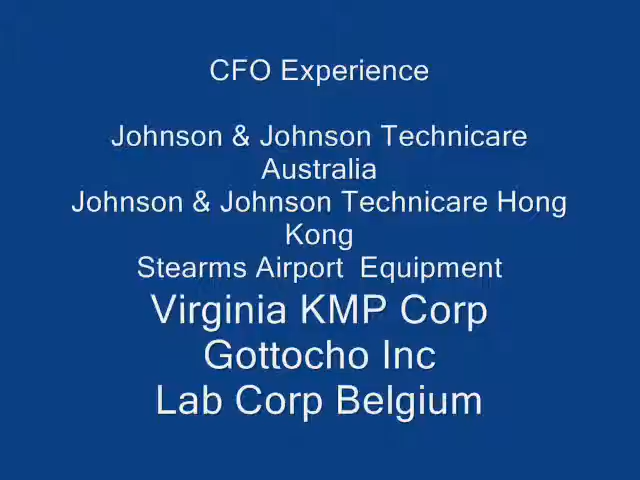 CFO Experience
Johnson & Johnson Technicare
Australia
Johnson & Johnson Technicare Hong
Kong
Stearms Airport Equipment
Virginia KMP Corp
Gottocho Inc
Lab Corp Belgium